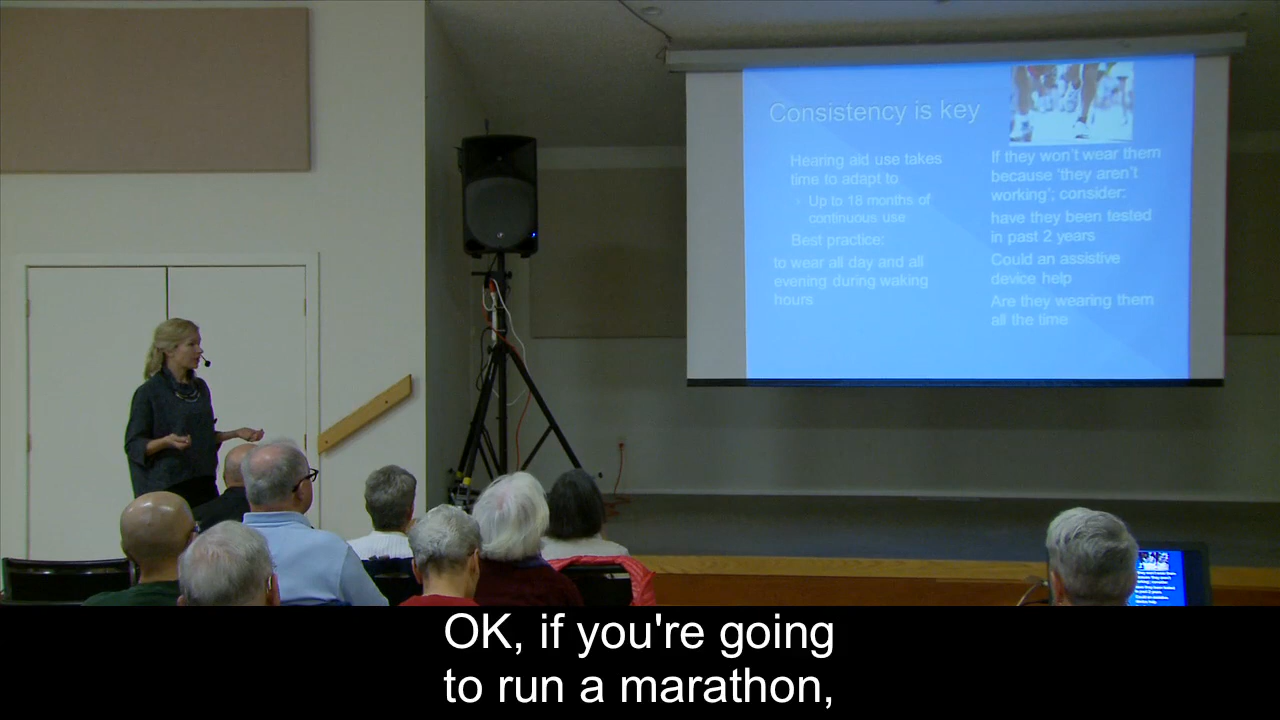 Consistency is key
Hearing aid use takes
time to adapt to
Up to 18 months of
continuous use
Best practice:
to wear all day and all
evening during waking
hours
If they won't wear them
because 'they aren't
working'; consider:
have they been tested
in past 2 years
Could an assistive
device help
Are they wearing them
all the time
OK, if you're going
to run a marathon,